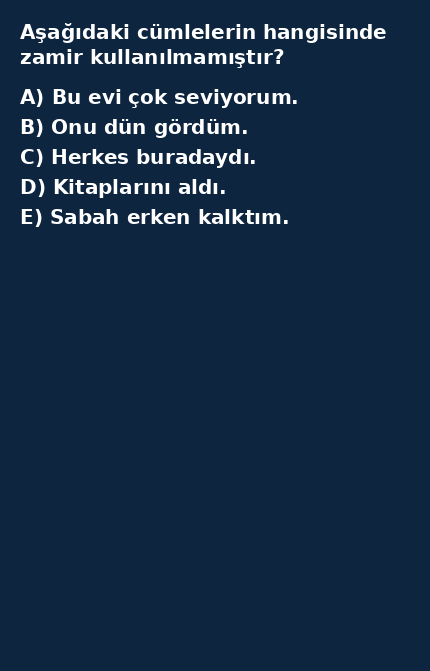 Aşağıdaki cümlelerin hangisinde
zamir kullanılmamıştır?
A) Bu evi çok seviyorum.
B) Onu dün gördüm.
C) Herkes buradaydı.
D) Kitaplarını aldı.
E) Sabah erken kalktım.